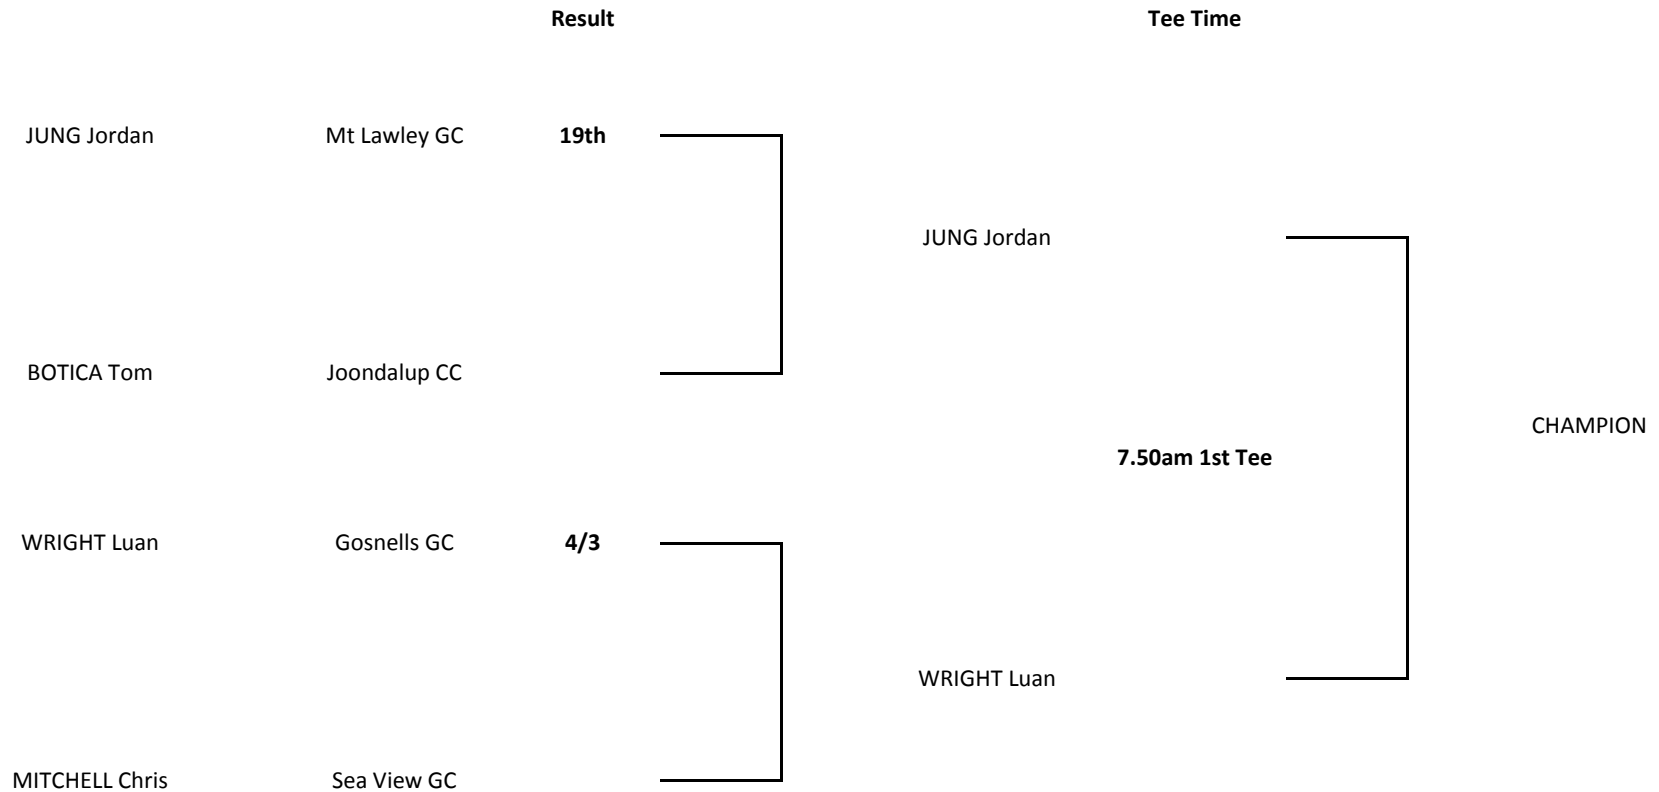 Result Tee Time
JUNG Jordan Mt Lawley GC 19th
JUNG Jordan
BOTICA Tom Joondalup CC
CHAMPION
7.50am 1st Tee
WRIGHT Luan Gosnells GC 4/3
WRIGHT Luan
MITCHELL Chris Sea View GC